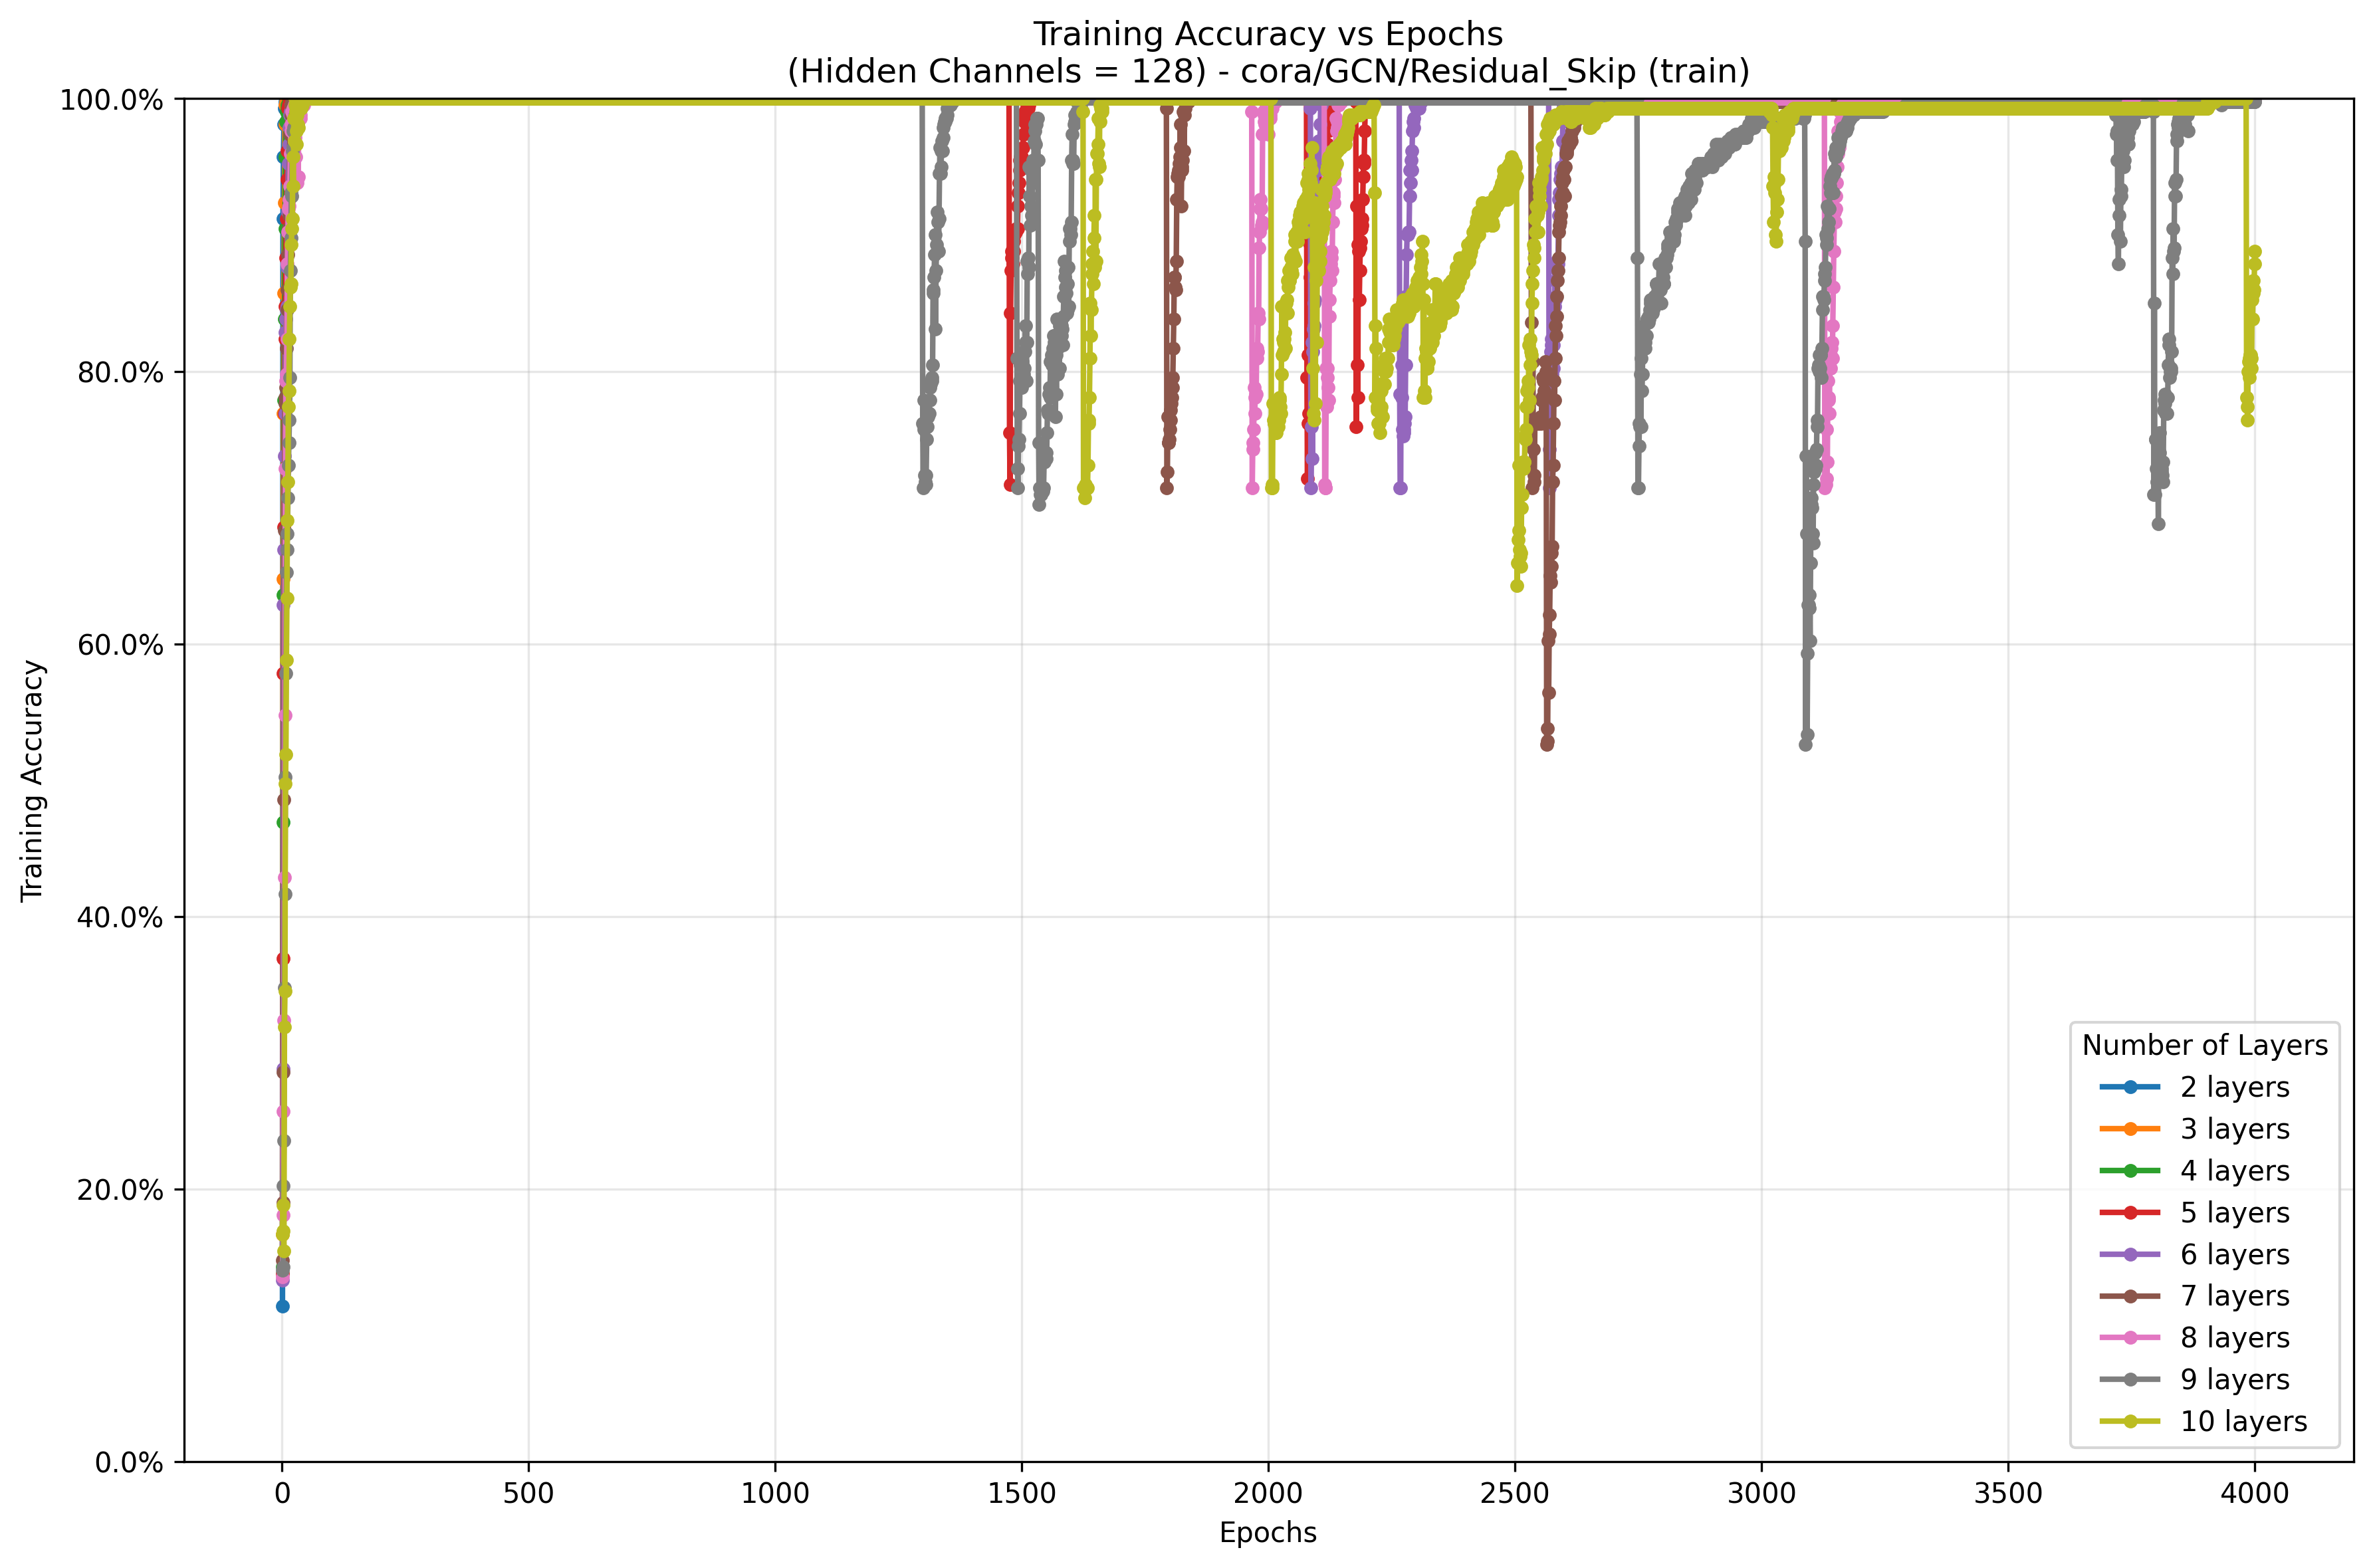 Training Accuracy vs Epochs
(Hidden Channels = 128) - cora/GCN/Residual_Skip (train)
Training Accuracy
100.0%
80.0%
60.0%
40.0%
20.0%
0.0%
0 500 1000 1500 2000 2500 3000 3500 4000
Epochs
Number of Layers
2 layers
3 layers
4 layers
5 layers
6 layers
7 layers
8 layers
9 layers
10 layers